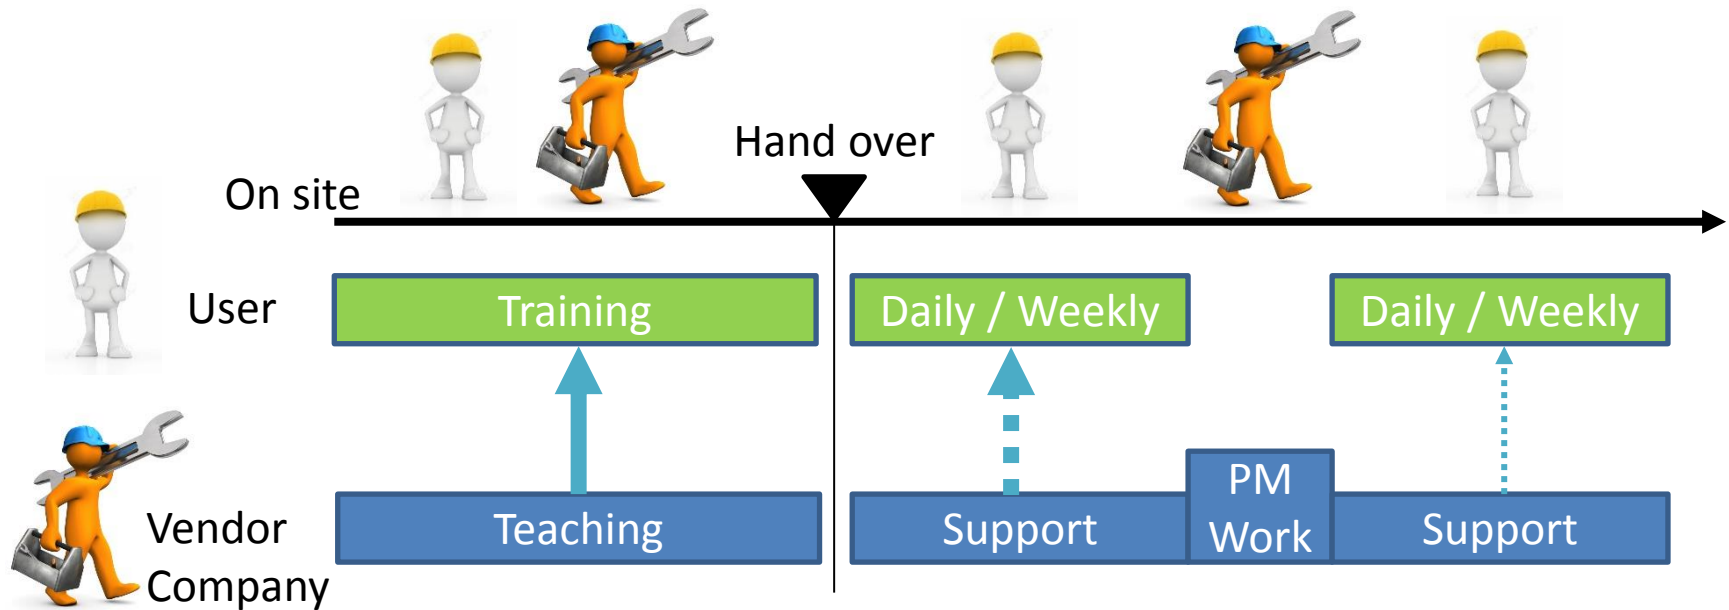 Hand over
On site
User
Training
Daily / Weekly
Daily / Weekly
Vendor
Company
Teaching
Support
PM
Work
Support